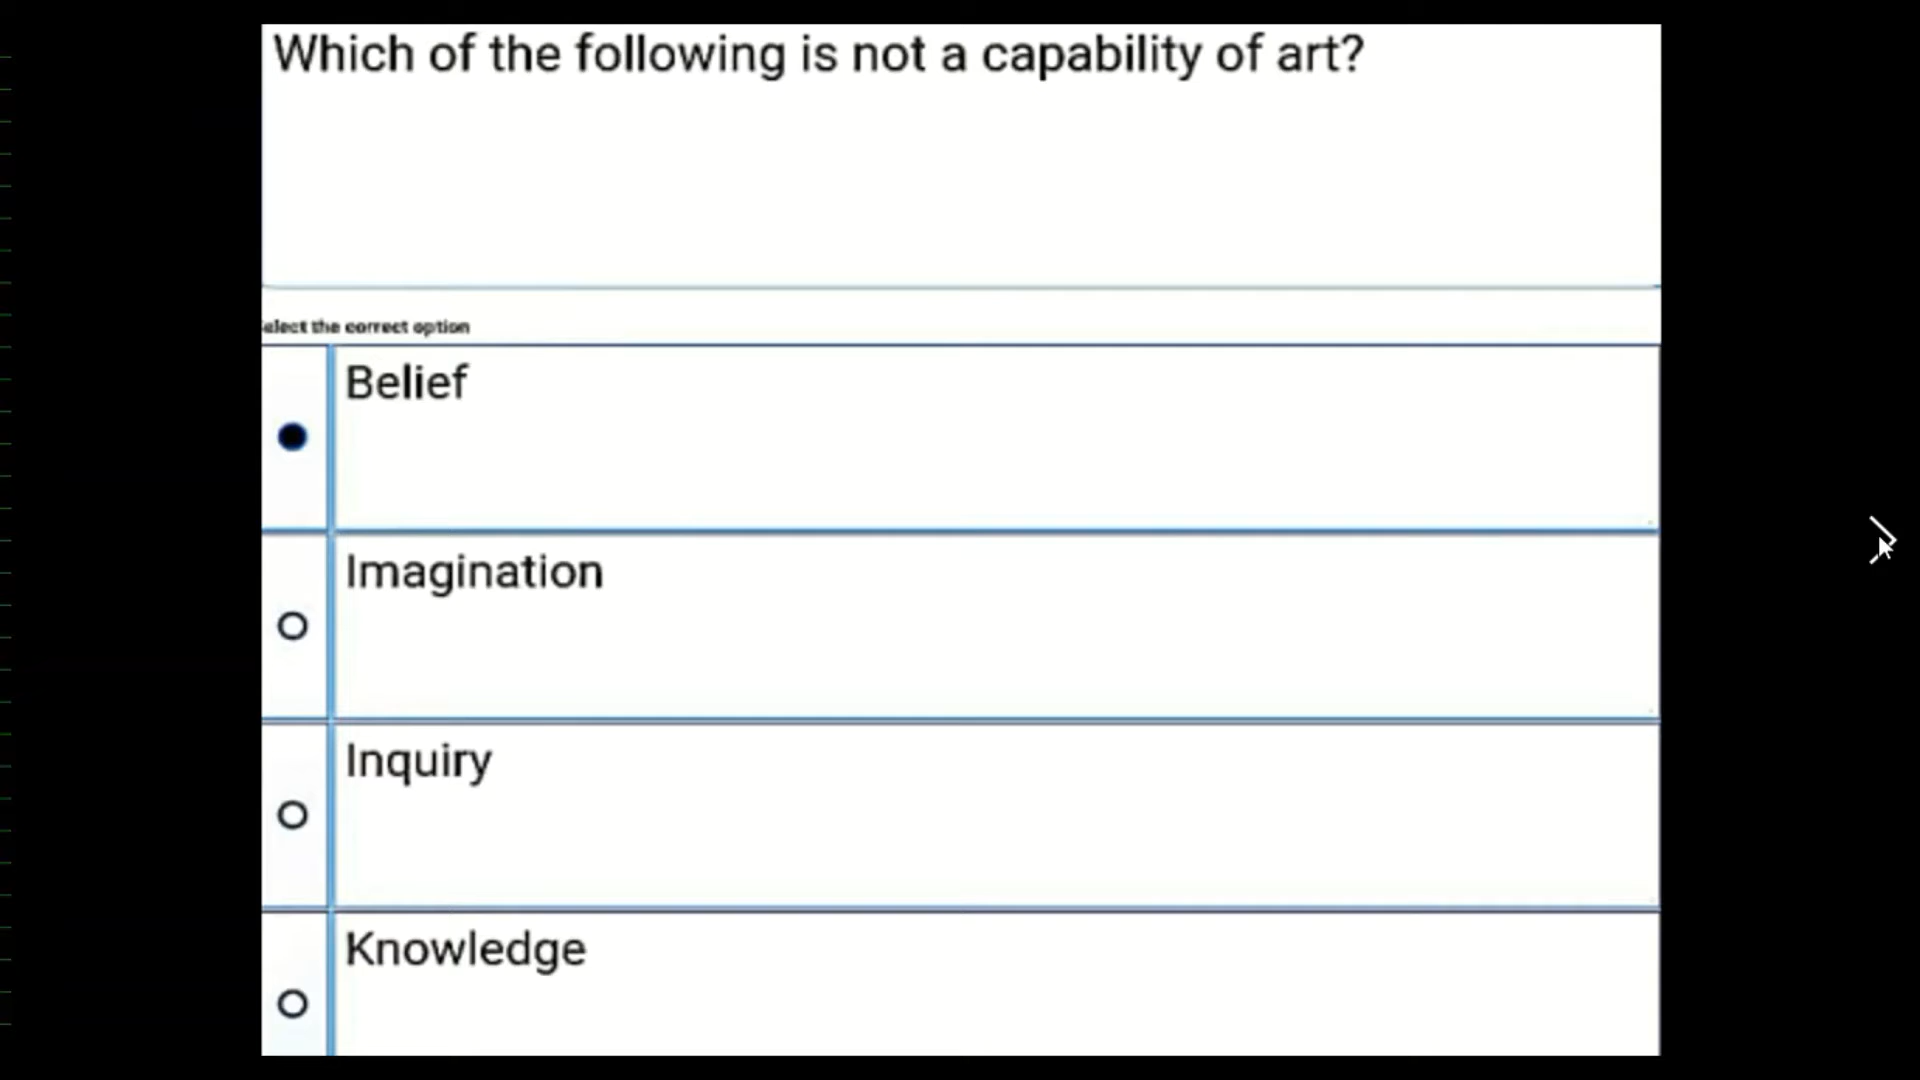 Which of the following is not a capability of art?
elect the correct option
Belief
Imagination
Inquiry
Knowledge